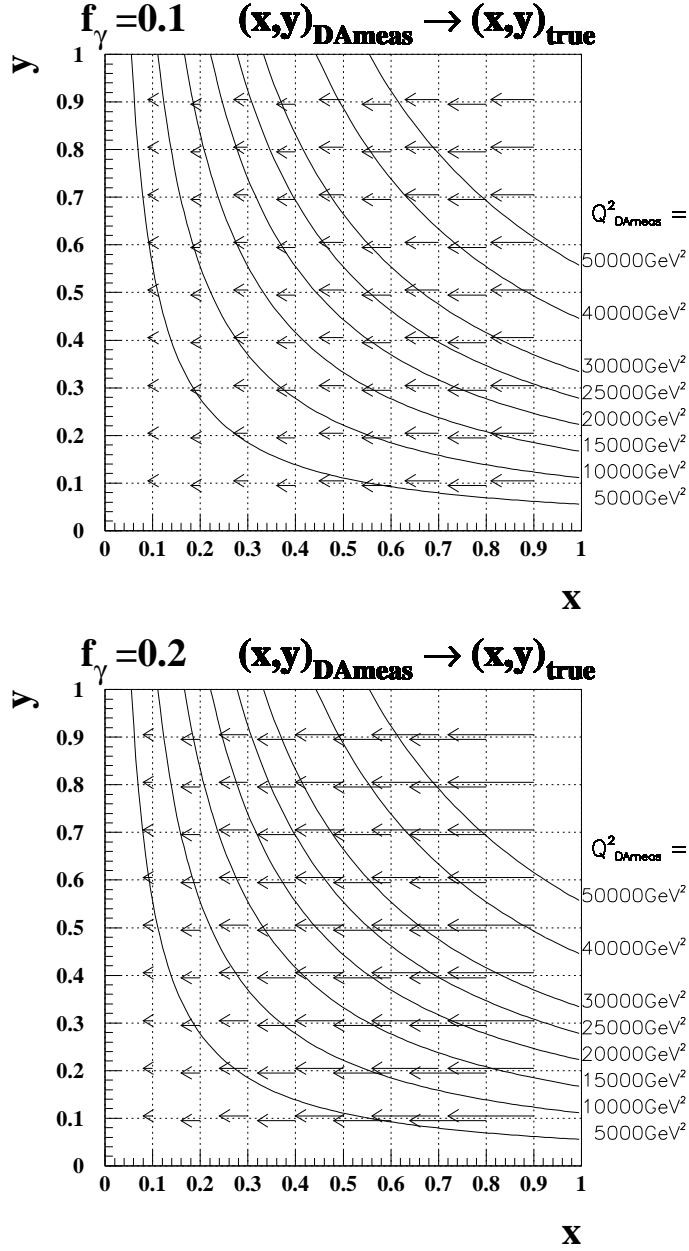 f_γ =0.1 (x,y)_DAmeas → (x,y)_true
y
1
0.9
0.8
0.7
0.6
0.5
0.4
0.3
0.2
0.1
0
0 0.1 0.2 0.3 0.4 0.5 0.6 0.7 0.8 0.9 1
x
Q²_DAmeas =
50000GeV²
40000GeV²
30000GeV²
25000GeV²
20000GeV²
15000GeV²
10000GeV²
5000GeV²
f_γ =0.2 (x,y)_DAmeas → (x,y)_true
y
1
0.9
0.8
0.7
0.6
0.5
0.4
0.3
0.2
0.1
0
0 0.1 0.2 0.3 0.4 0.5 0.6 0.7 0.8 0.9 1
x
Q²_DAmeas =
50000GeV²
40000GeV²
30000GeV²
25000GeV²
20000GeV²
15000GeV²
10000GeV²
5000GeV²